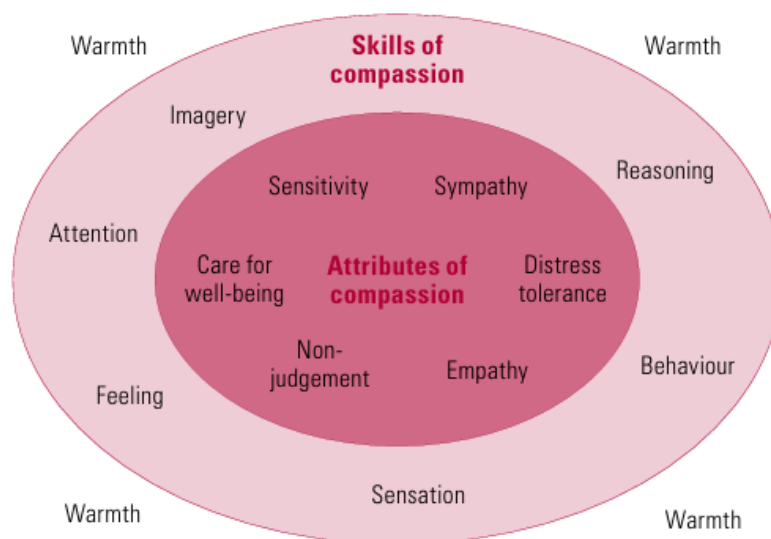 Warmth
Skills of
compassion
Warmth
Imagery
Reasoning
Sensitivity
Sympathy
Attention
Care for
well-being
Attributes of
compassion
Distress
tolerance
Non-
judgement
Empathy
Behaviour
Feeling
Sensation
Warmth
Warmth